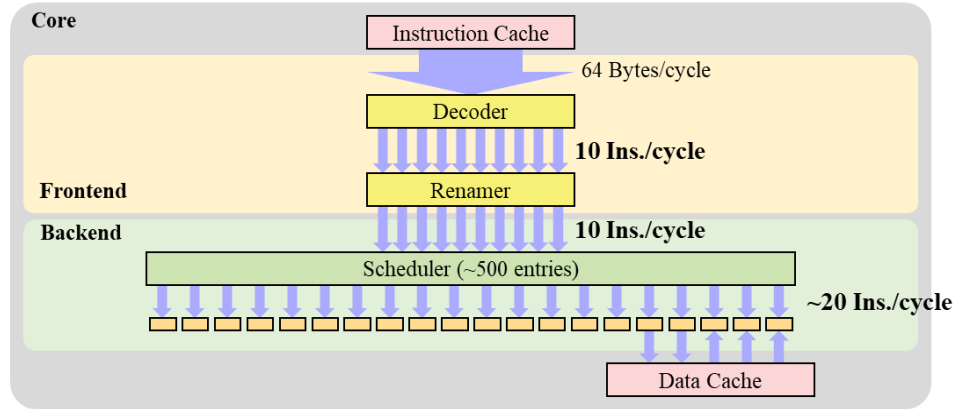 Core
Instruction Cache
64 Bytes/cycle
Decoder
10 Ins./cycle
Frontend
Renamer
Backend
10 Ins./cycle
Scheduler (~500 entries)
~20 Ins./cycle
Data Cache